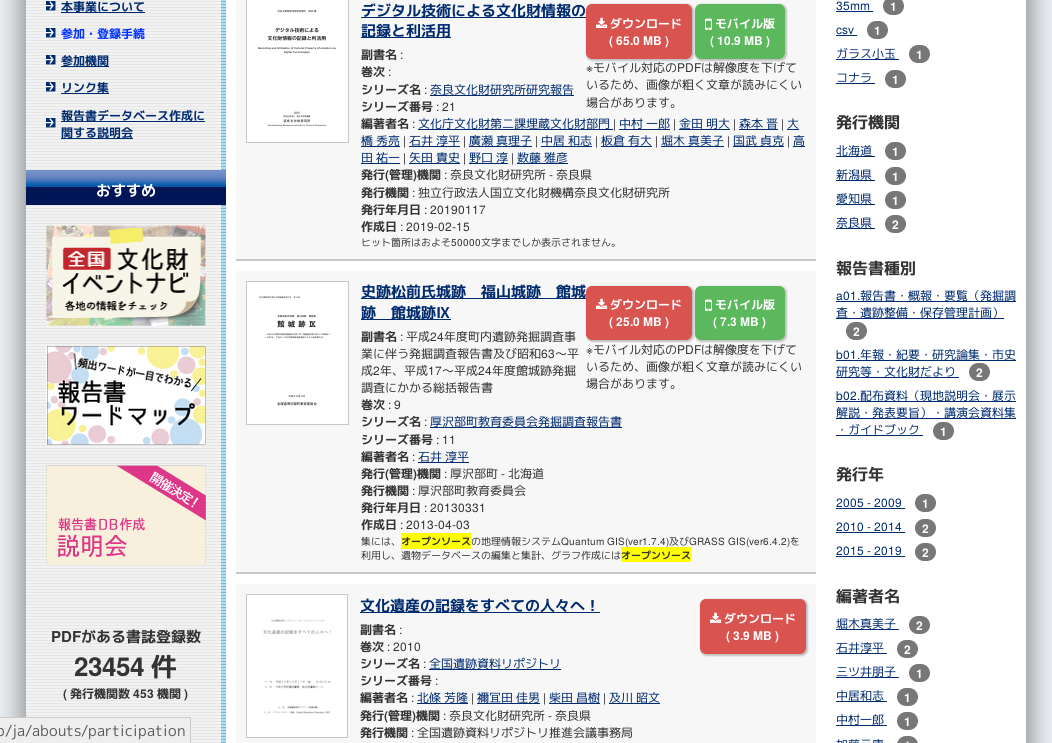 本事業について
参加・登録手続
参加機関
リンク集
報告書データベース作成に
関する説明会
おすすめ
全国 文化財
イベントナビ
各地の情報をチェック
頻出ワードが一目でわかる
報告書
ワードマップ
開催決定!
報告書DB作成
説明会
PDFがある書誌登録数
23454 件
( 発行機関数 453 機関 )
o/ja/abouts/participation
デジタル技術による
文化財情報の記録と利活用
デジタル技術による文化財情報の
記録と利活用
ダウンロード
( 65.0 MB )
モバイル版
( 10.9 MB )
※モバイル対応のPDFは解像度を下げて
いるため、画像が粗く文章が読みにくい
場合があります。
副書名 :
巻次 :
シリーズ名 : 奈良文化財研究所研究報告
シリーズ番号 : 21
編著者名 : 文化庁文化財第二課埋蔵文化財部門 | 中村 一郎 | 金田 明大 | 森本 晋 | 大
橋 秀亮 | 石井 淳平 | 廣瀬 真理子 | 中居 和志 | 板倉 有大 | 堀木 真美子 | 国武 貞克 | 高
田 祐一 | 矢田 貴史 | 野口 淳 | 数藤 雅彦
発行(管理)機関 : 奈良文化財研究所 - 奈良県
発行機関 : 独立行政法人国立文化財機構奈良文化財研究所
発行年月日 : 20190117
作成日 : 2019-02-15
ヒット箇所はおよそ50000文字までしか表示されません。
館 城 跡 Ⅸ
史跡松前氏城跡　福山城跡　館城
跡　館城跡Ⅸ
ダウンロード
( 25.0 MB )
モバイル版
( 7.3 MB )
※モバイル対応のPDFは解像度を下げて
いるため、画像が粗く文章が読みにくい
場合があります。
副書名 : 平成24年度町内遺跡発掘調査事
業に伴う発掘調査報告書及び昭和63〜平
成2年、平成17〜平成24年度館城跡発掘
調査にかかる総括報告書
巻次 : 9
シリーズ名 : 厚沢部町教育委員会発掘調査報告書
シリーズ番号 : 11
編著者名 : 石井 淳平
発行(管理)機関 : 厚沢部町 - 北海道
発行機関 : 厚沢部町教育委員会
発行年月日 : 20130331
作成日 : 2013-04-03
集には、オープンソースの地理情報システムQuantum GIS(ver1.7.4)及びGRASS GIS(ver6.4.2)を
利用し、遺物データベースの編集と集計、グラフ作成にはオープンソース
文化遺産の記録をすべての人々へ!
文化遺産の記録をすべての人々へ！
ダウンロード
( 3.9 MB )
副書名 :
巻次 : 2010
シリーズ名 : 全国遺跡資料リポジトリ
シリーズ番号 :
編著者名 : 北條 芳隆 | 禰冝田 佳男 | 柴田 昌樹 | 及川 昭文
発行(管理)機関 : 奈良文化財研究所 - 奈良県
発行機関 : 全国遺跡資料リポジトリ推進会議事務局
35mm 1
csv 1
ガラス小玉 1
コナラ 1
発行機関
北海道 1
新潟県 1
愛知県 1
奈良県 2
報告書種別
a01.報告書・概報・要覧（発掘調
査・遺跡整備・保存管理計画）
2
b01.年報・紀要・研究論集・市史
研究等・文化財だより 2
b02.配布資料（現地説明会・展示
解説・発表要旨）・講演会資料集
・ガイドブック 1
発行年
2005 - 2009 1
2010 - 2014 2
2015 - 2019 2
編著者名
堀木真美子 2
石井淳平 2
三ツ井朋子 1
中居和志 1
中村一郎 1